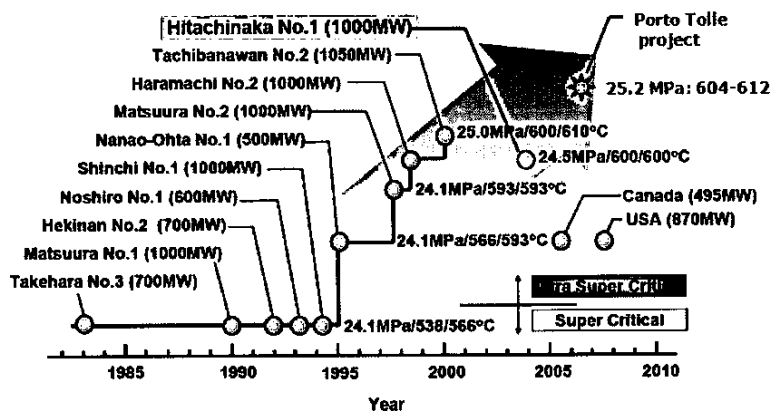 Hitachinaka No.1 (1000MW)
Tachibanawan No.2 (1050MW)
Haramachi No.2 (1000MW)
Matsuura No.2 (1000MW)
Nanao-Ohta No.1 (500MW)
Shinchi No.1 (1000MW)
Noshiro No.1 (600MW)
Hekinan No.2 (700MW)
Matsuura No.1 (1000MW)
Takehara No.3 (700MW)
Porto Tolle
project
25.2 MPa: 604-612
25.0MPa/600/610°C
24.5MPa/600/600°C
24.1MPa/593/593°C
Canada (495MW)
USA (870MW)
24.1MPa/566/593°C
Super
Super Critical
24.1MPa/538/566°C
1985 1990 1995 2000 2005 2010
Year